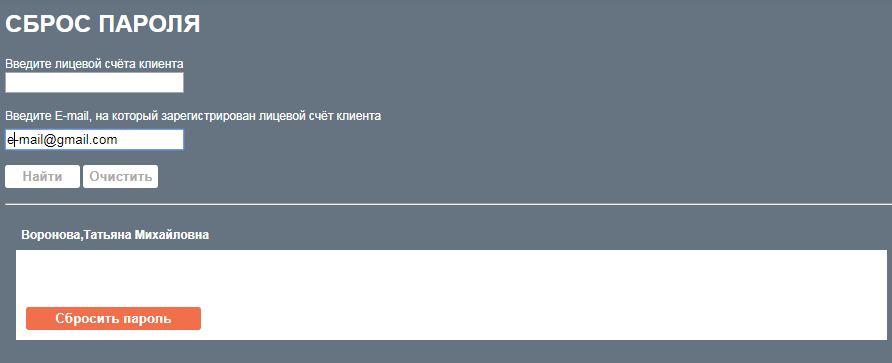 СБРОС ПАРОЛЯ
Введите лицевой счёта клиента
Введите E-mail, на который зарегистрирован лицевой счёт клиента
e-mail@gmail.com
Найти Очистить
Воронова,Татьяна Михайловна
Сбросить пароль